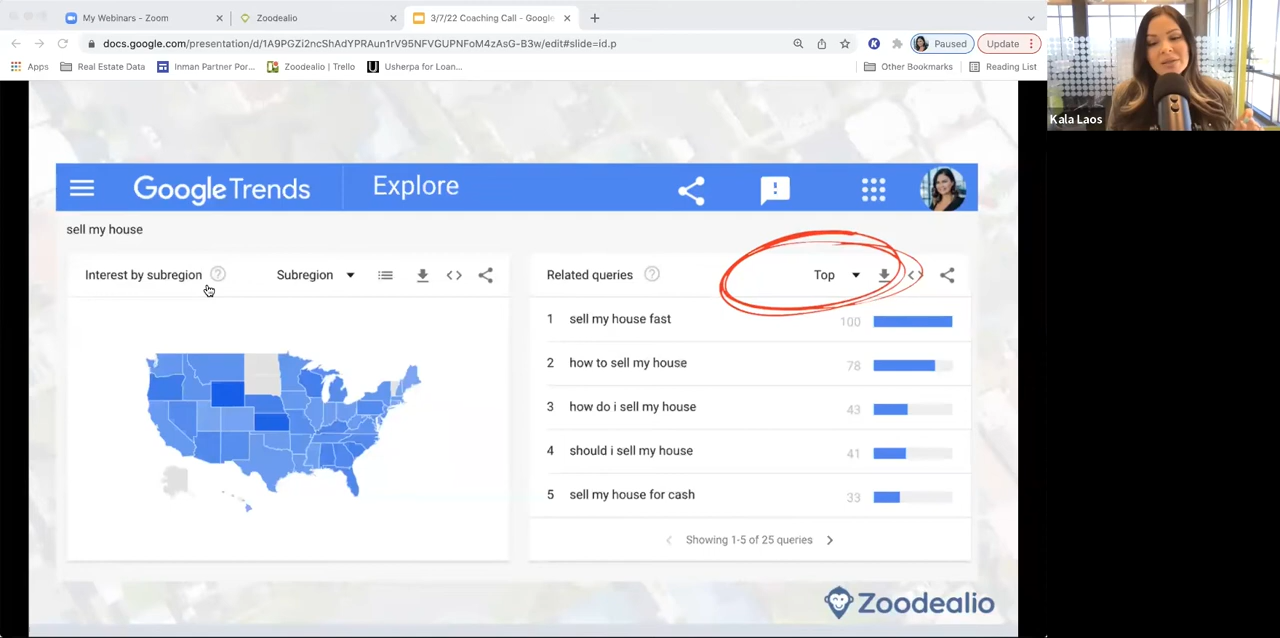 My Webinars - Zoom
Zoodealio
3/7/22 Coaching Call - Google
docs.google.com/presentation/d/1A9PGZi2ncShAdYPRAun1rV95NFVGUPNFoM4zAsG-B3w/edit#slide=id.p
Paused
Update
Apps
Real Estate Data
Inman Partner Por...
Zoodealio | Trello
Usherpa for Loan...
Other Bookmarks
Reading List
Kala Laos
Google Trends
Explore
sell my house
Interest by subregion
Subregion
Related queries
Top
1 sell my house fast 100
2 how to sell my house 78
3 how do i sell my house 43
4 should i sell my house 41
5 sell my house for cash 33
Showing 1-5 of 25 queries
Zoodealio